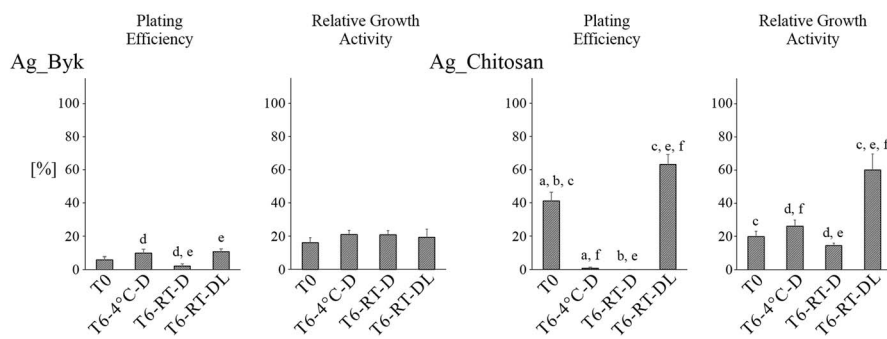 Plating
Efficiency
Relative Growth
Activity
Plating
Efficiency
Relative Growth
Activity
Ag_Byk
Ag_Chitosan
[%]
100
80
60
40
20
0
d
d, e
e
T0
T6-4°C-D
T6-RT-D
T6-RT-DL
100
80
60
40
20
0
T0
T6-4°C-D
T6-RT-D
T6-RT-DL
100
80
60
40
20
0
a, b, c
a, f
b, e
c, e, f
T0
T6-4°C-D
T6-RT-D
T6-RT-DL
100
80
60
40
20
0
c
d, f
d, e
c, e, f
T0
T6-4°C-D
T6-RT-D
T6-RT-DL